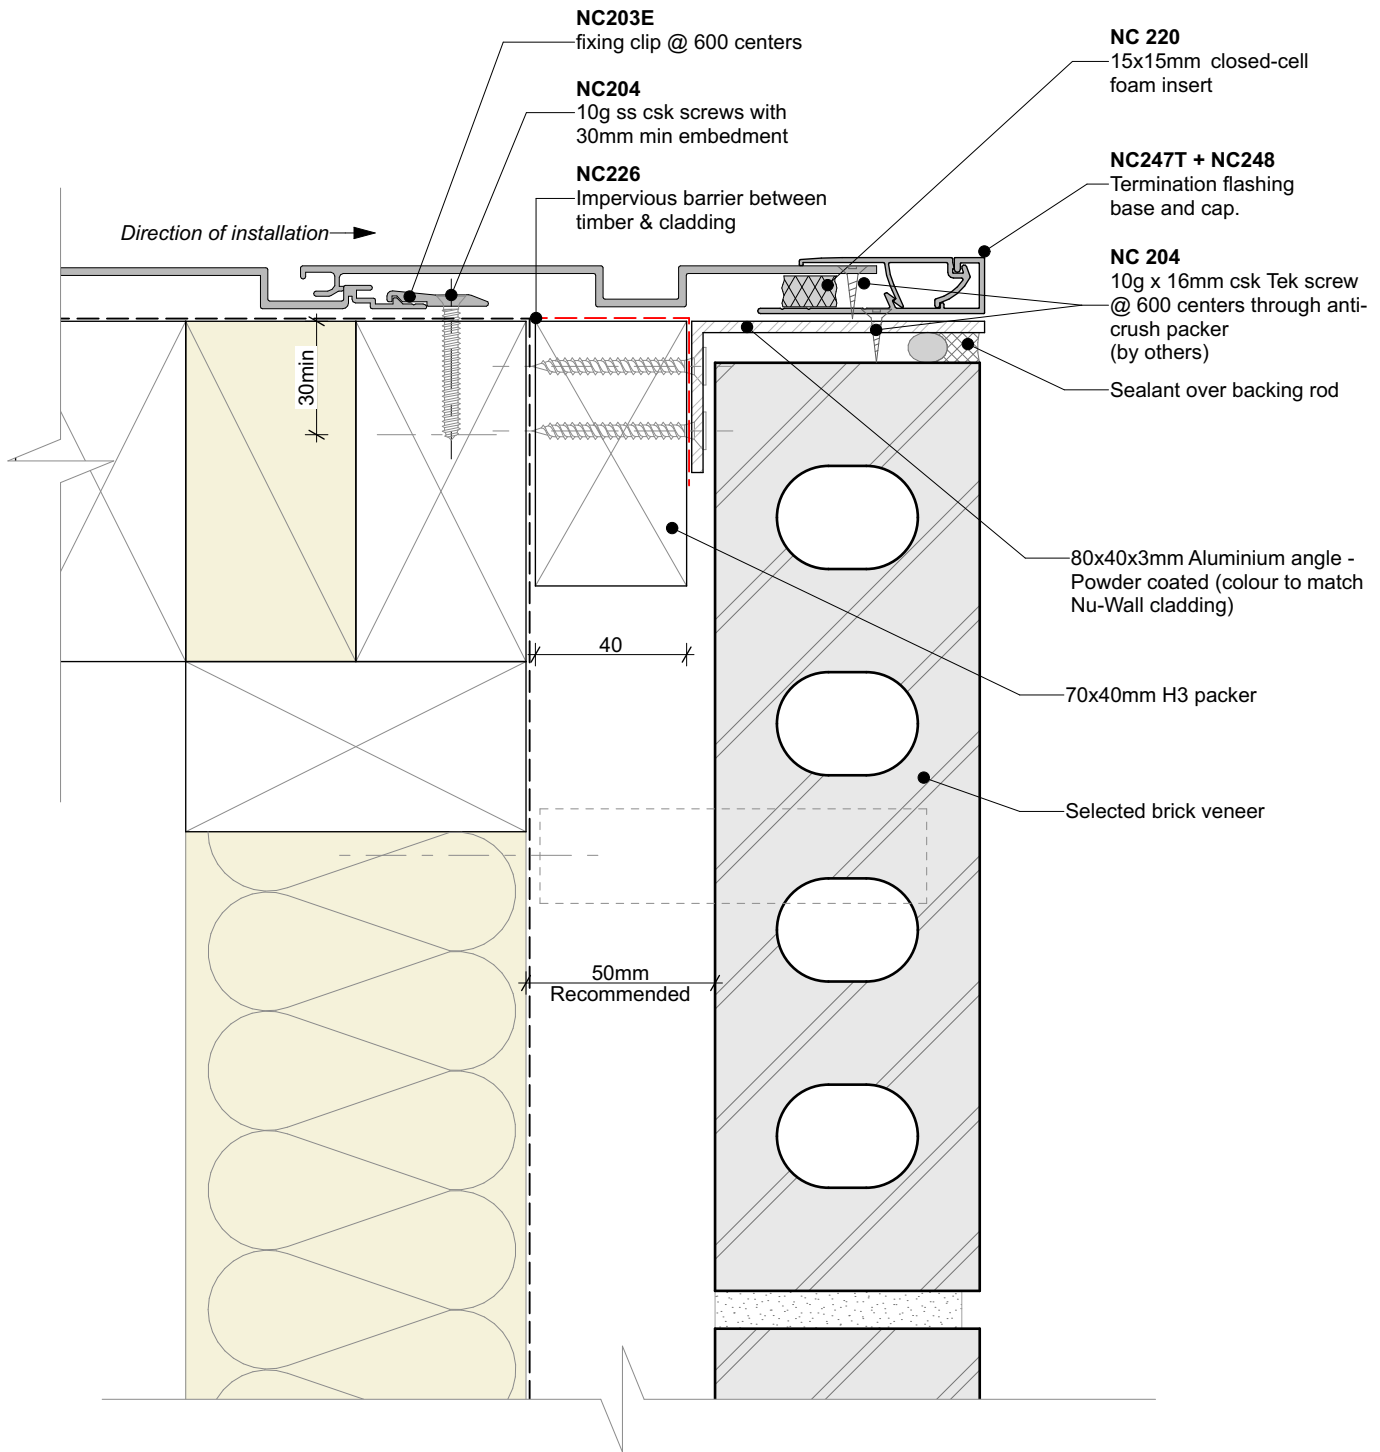 NC203E
fixing clip @ 600 centers
NC204
10g ss csk screws with
30mm min embedment
NC226
Impervious barrier between
timber & cladding
Direction of installation
NC 220
15x15mm closed-cell
foam insert
NC247T + NC248
Termination flashing
base and cap.
NC 204
10g x 16mm csk Tek screw
@ 600 centers through anti-
crush packer
(by others)
Sealant over backing rod
30min
80x40x3mm Aluminium angle -
Powder coated (colour to match
Nu-Wall cladding)
40
70x40mm H3 packer
Selected brick veneer
50mm
Recommended